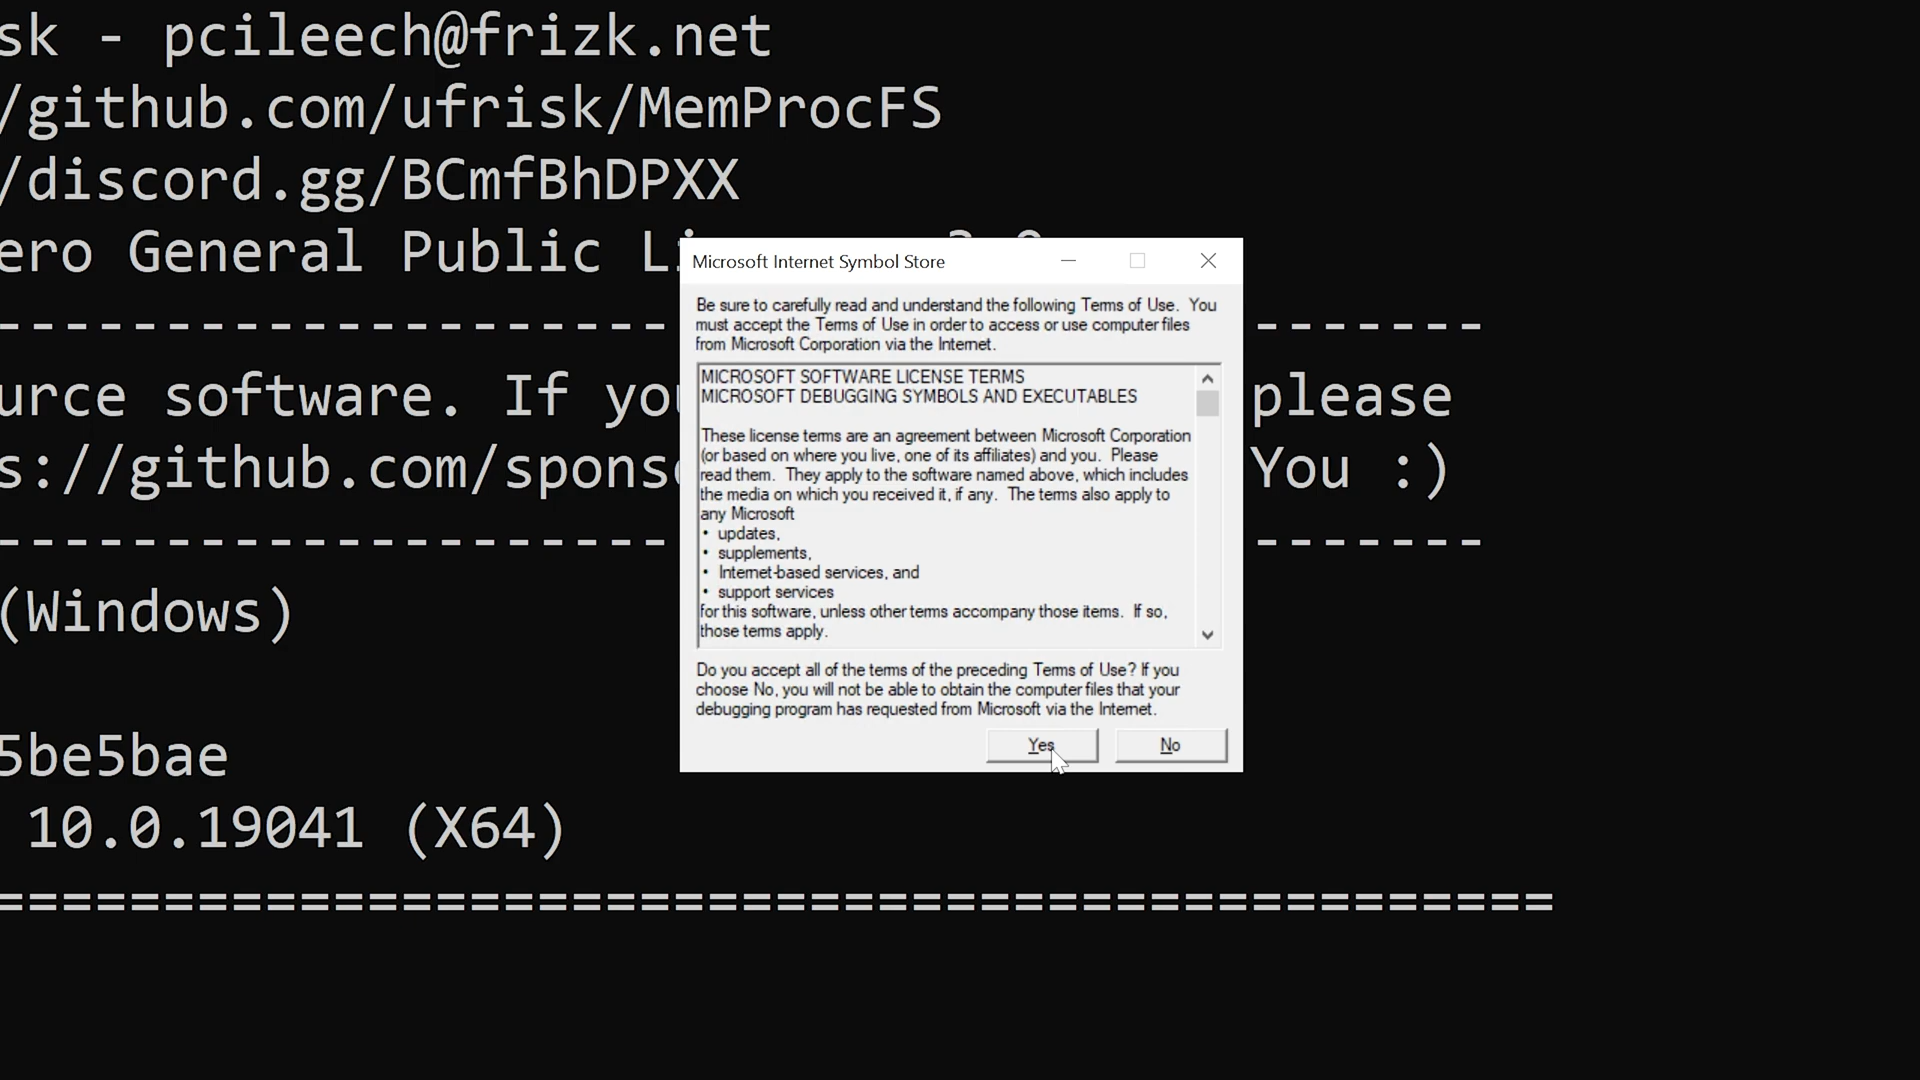 sk - pcileech@frizk.net
/github.com/ufrisk/MemProcFS
/discord.gg/BCmfBhDPXX
ero General Public
Microsoft Internet Symbol Store
Be sure to carefully read and understand the following Terms of Use. You
must accept the Terms of Use in order to access or use computer files
from Microsoft Corporation via the Internet.
---------------------------
urce software. If you please
MICROSOFT SOFTWARE LICENSE TERMS
MICROSOFT DEBUGGING SYMBOLS AND EXECUTABLES
These license terms are an agreement between Microsoft Corporation
(or based on where you live, one of its affiliates) and you. Please
read them. They apply to the software named above, which includes
the media on which you received it, if any. The terms also apply to
any Microsoft
• updates,
• supplements,
• Internet-based services, and
• support services
for this software, unless other terms accompany those items. If so,
those terms apply.
s://github.com/spons You :)
---------------------------
(Windows)
Do you accept all of the terms of the preceding Terms of Use? If you
choose No, you will not be able to obtain the computer files that your
debugging program has requested from Microsoft via the Internet.
Yes No
5be5bae
10.0.19041 (X64)
==============================================